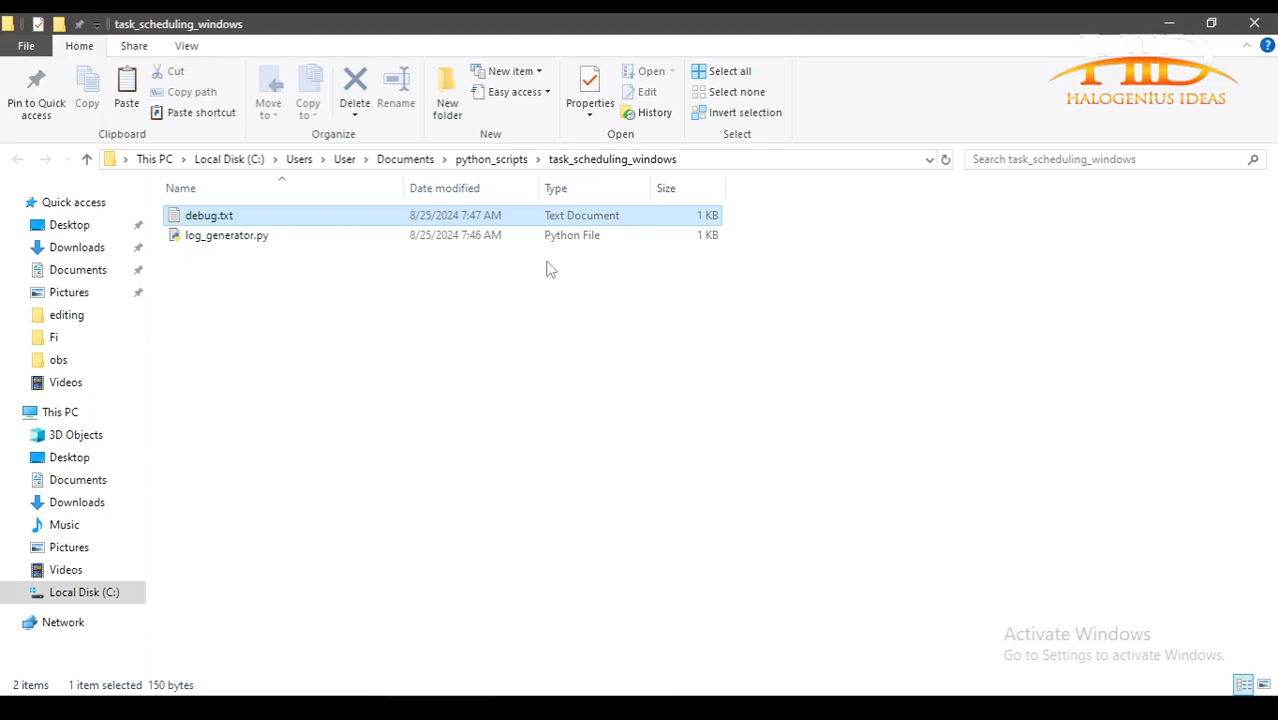 task_scheduling_windows
File Home Share View
Pin to Quick access
Copy
Paste
Cut
Copy path
Paste shortcut
Clipboard
Move to
Copy to
Delete
Rename
Organize
New folder
New item
Easy access
New
Properties
Open
Edit
History
Open
Select all
Select none
Invert selection
Select
HID
HALOGENIUS IDEAS
This PC Local Disk (C:) Users User Documents python_scripts task_scheduling_windows
Search task_scheduling_windows
Name Date modified Type Size
debug.txt 8/25/2024 7:47 AM Text Document 1 KB
log_generator.py 8/25/2024 7:46 AM Python File 1 KB
Quick access
Desktop
Downloads
Documents
Pictures
editing
Fi
obs
Videos
This PC
3D Objects
Desktop
Documents
Downloads
Music
Pictures
Videos
Local Disk (C:)
Network
Activate Windows
Go to Settings to activate Windows.
2 items 1 item selected 150 bytes